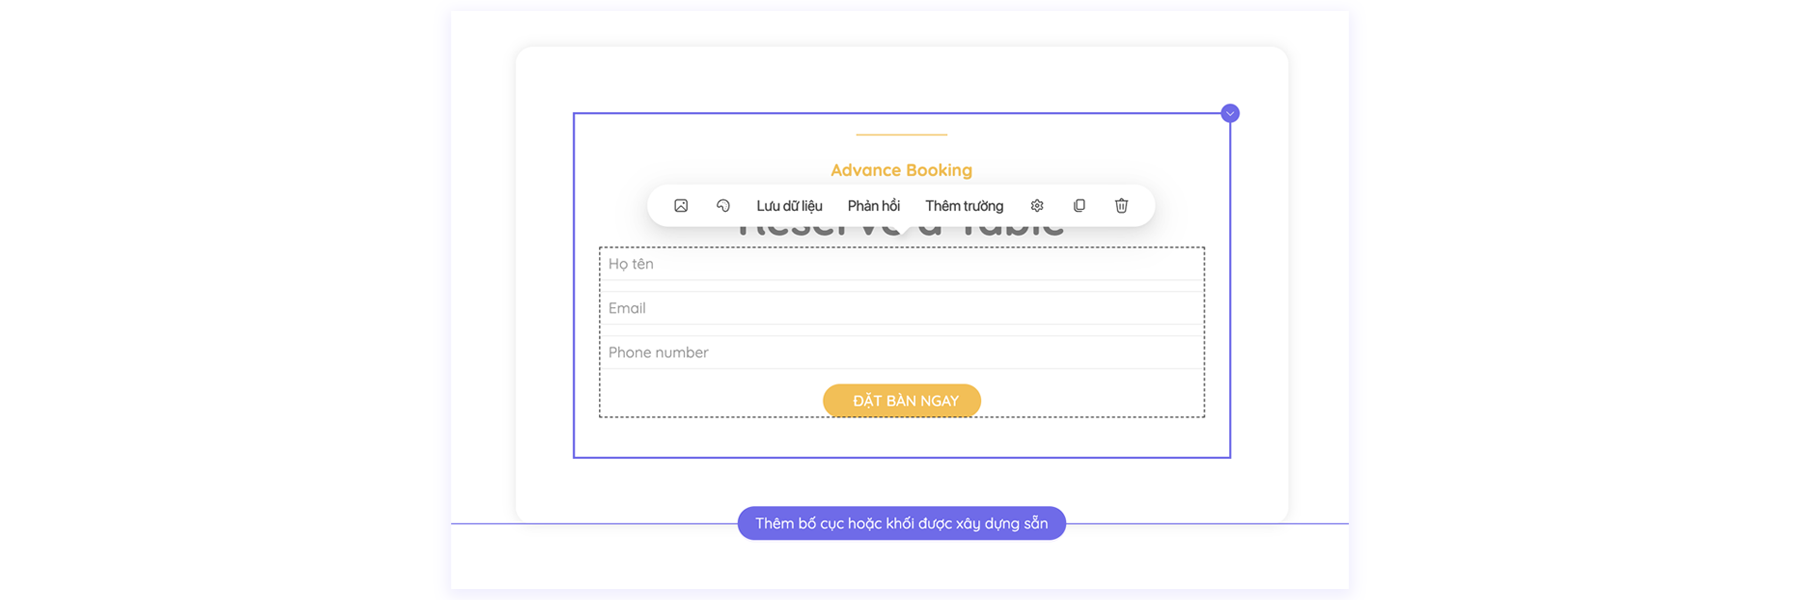 Advance Booking
Lưu dữ liệu Phản hồi Thêm trường
Reserve a Table
Họ tên
Email
Phone number
ĐẶT BÀN NGAY
Thêm bố cục hoặc khối được xây dựng sẵn